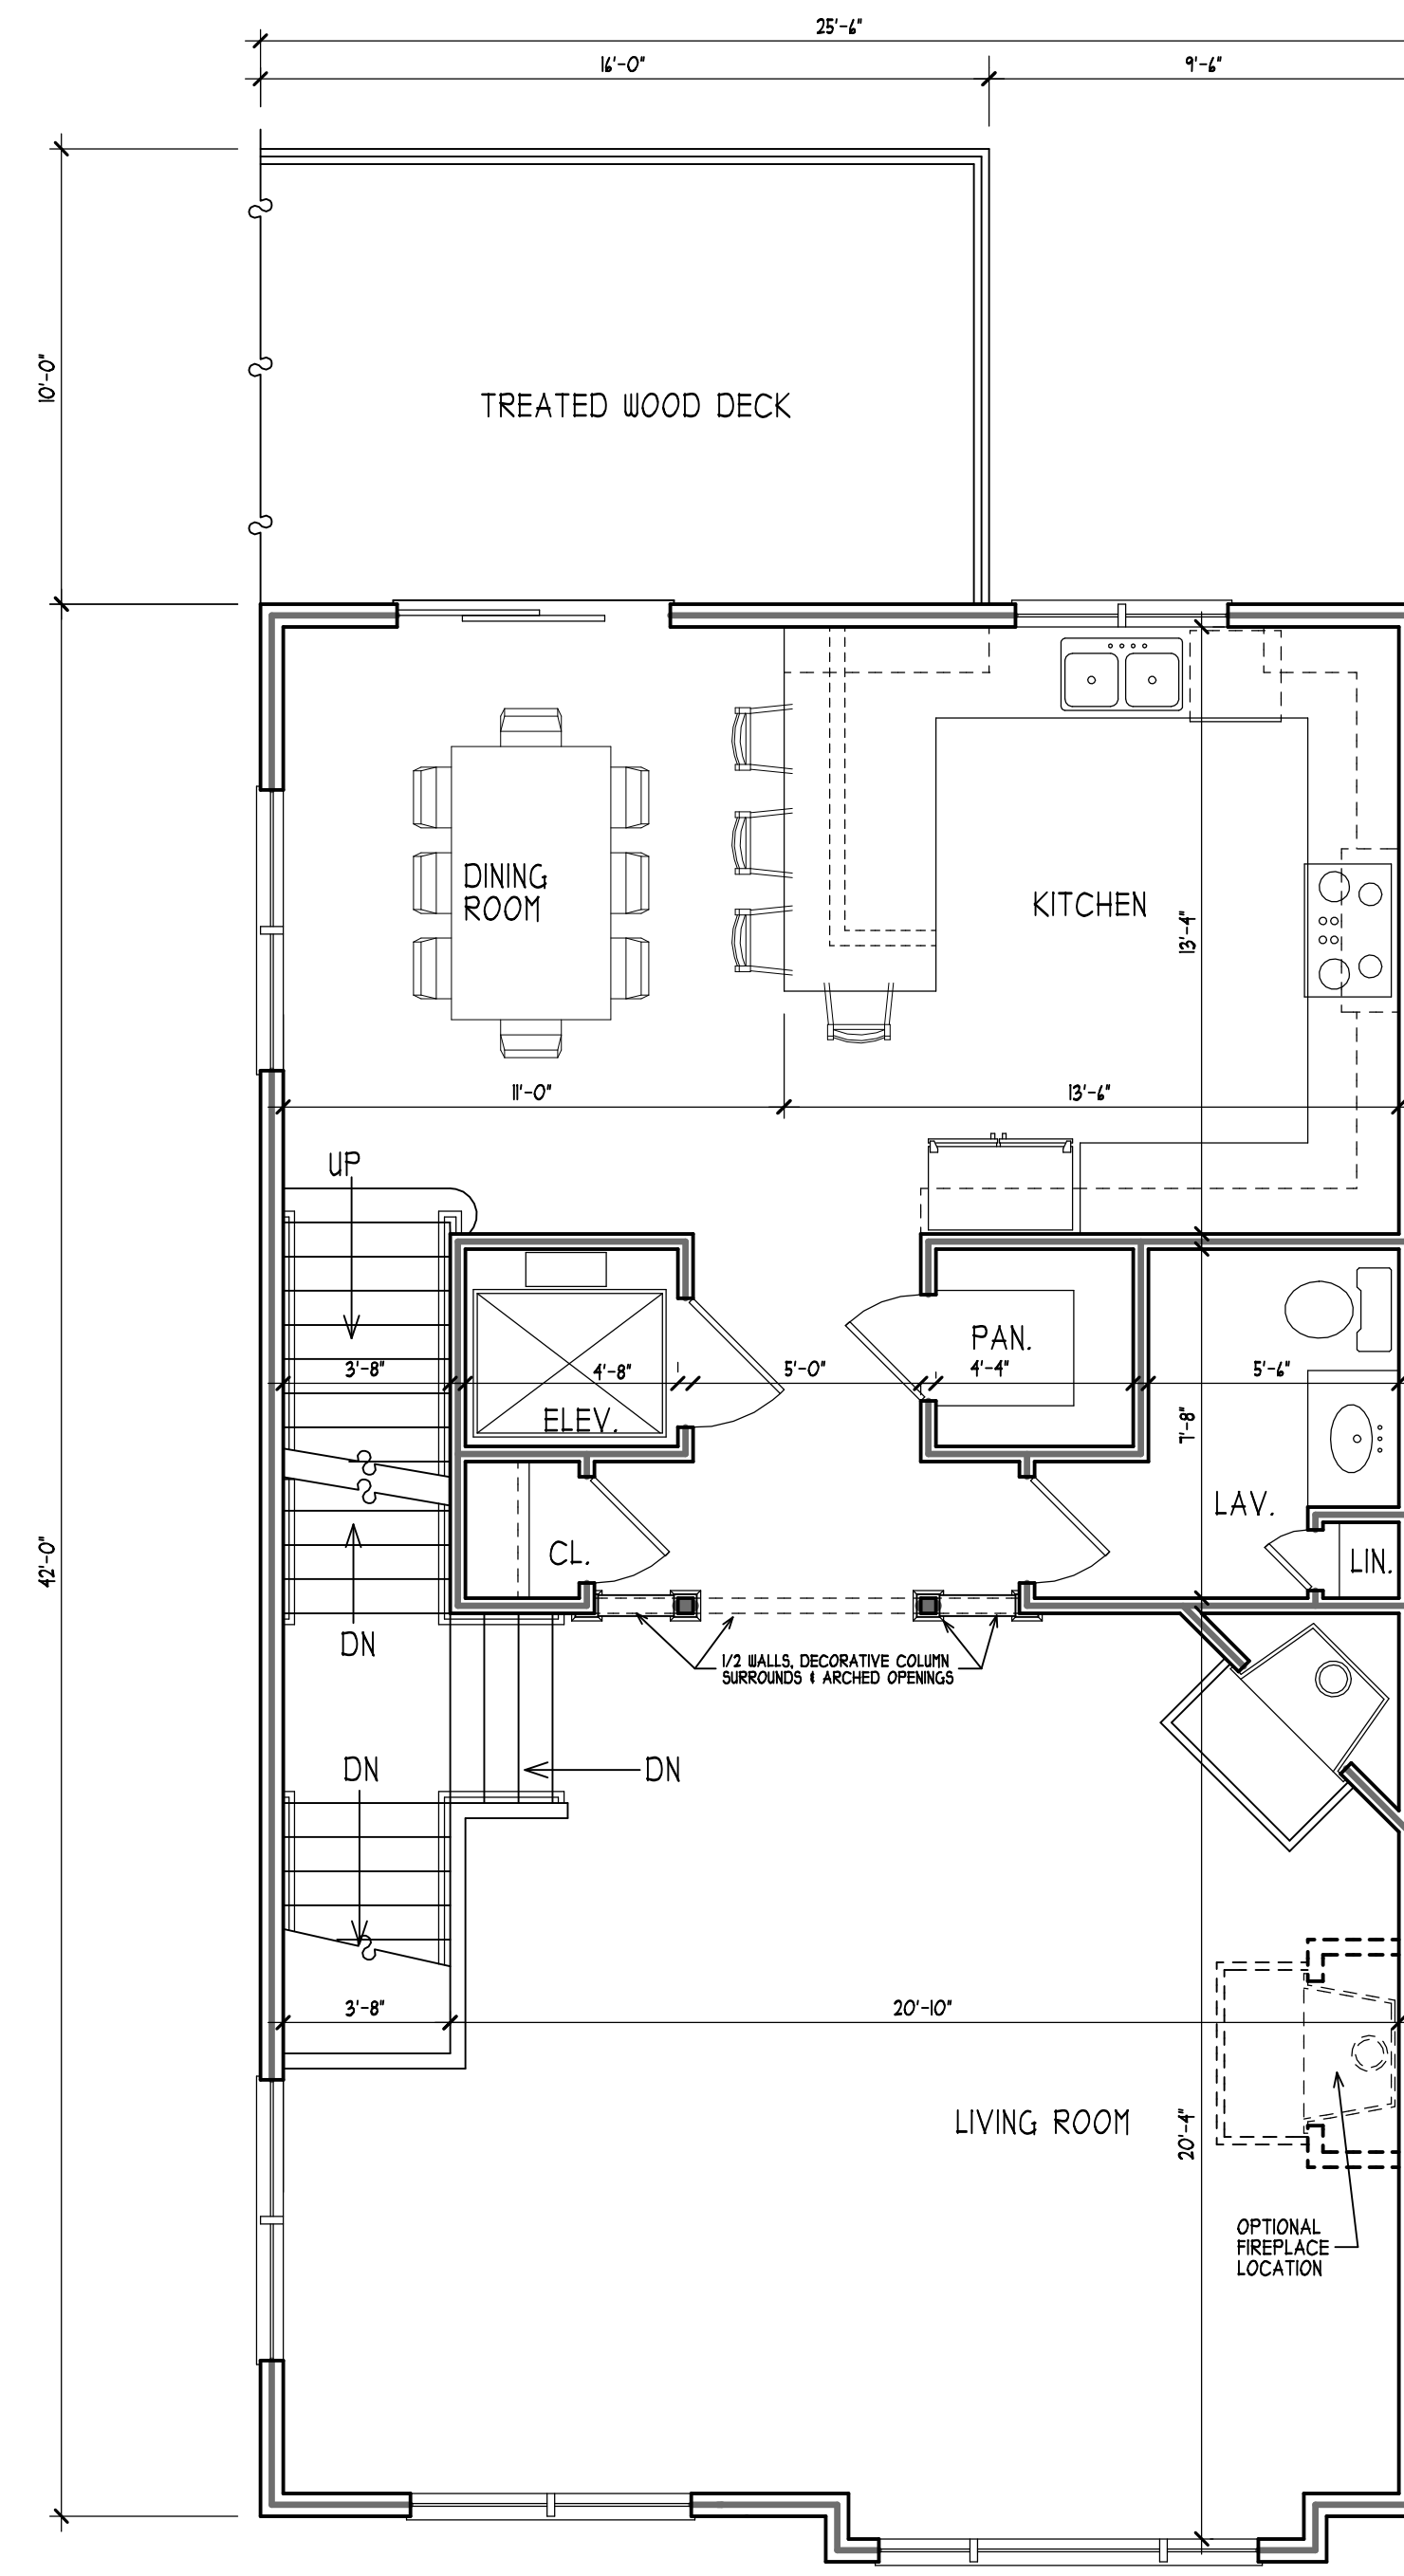 25'-6"
16'-0"
9'-6"
10'-0"
TREATED WOOD DECK
DINING
ROOM
KITCHEN
13'-4"
11'-0"
13'-6"
UP
PAN.
3'-8"
4'-8"
5'-0"
4'-4"
5'-6"
ELEV.
7'-8"
LAV.
CL.
LIN.
42'-0"
DN
1/2 WALLS, DECORATIVE COLUMN
SURROUNDS & ARCHED OPENINGS
DN
DN
3'-8"
20'-10"
LIVING ROOM
20'-4"
OPTIONAL
FIREPLACE
LOCATION